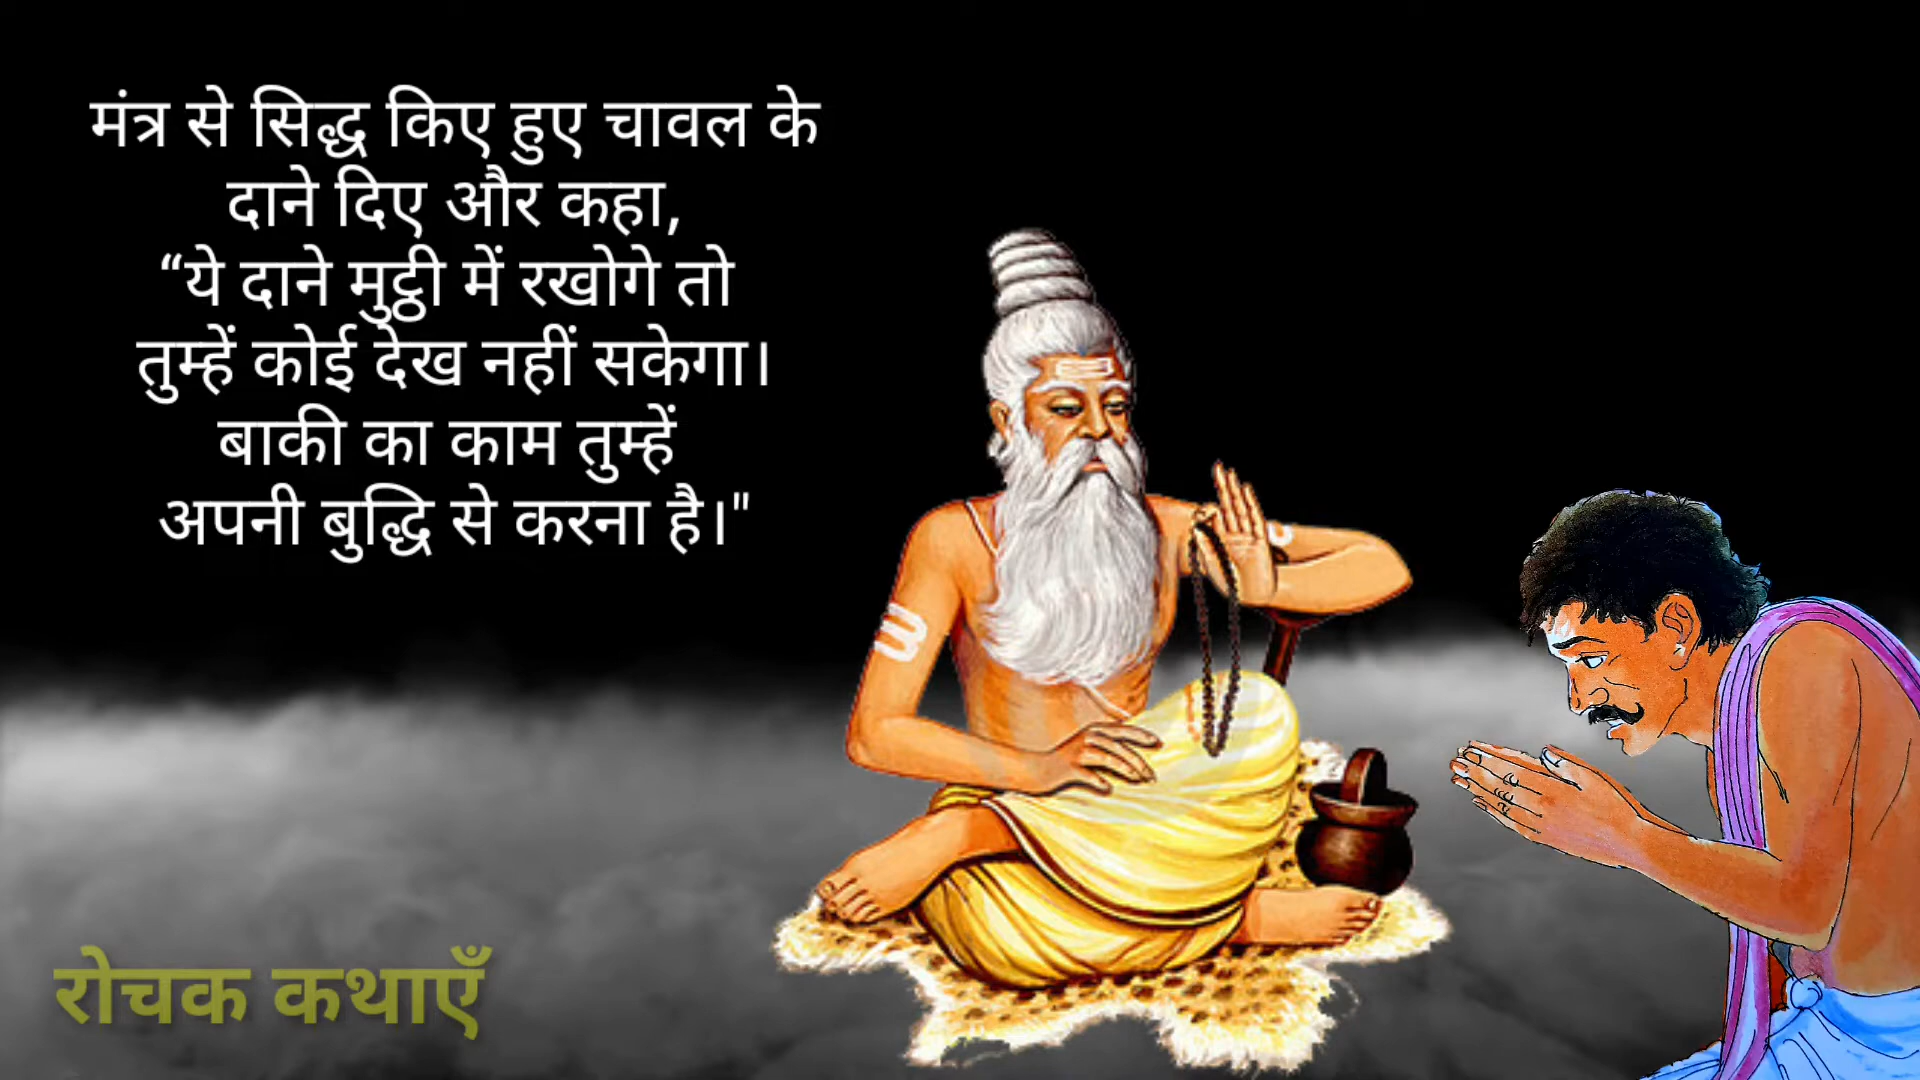 मंत्र से सिद्ध किए हुए चावल के
दाने दिए और कहा,
“ये दाने मुट्ठी में रखोगे तो
तुम्हें कोई देख नहीं सकेगा।
बाकी का काम तुम्हें
अपनी बुद्धि से करना है।"
रोचक कथाएँ